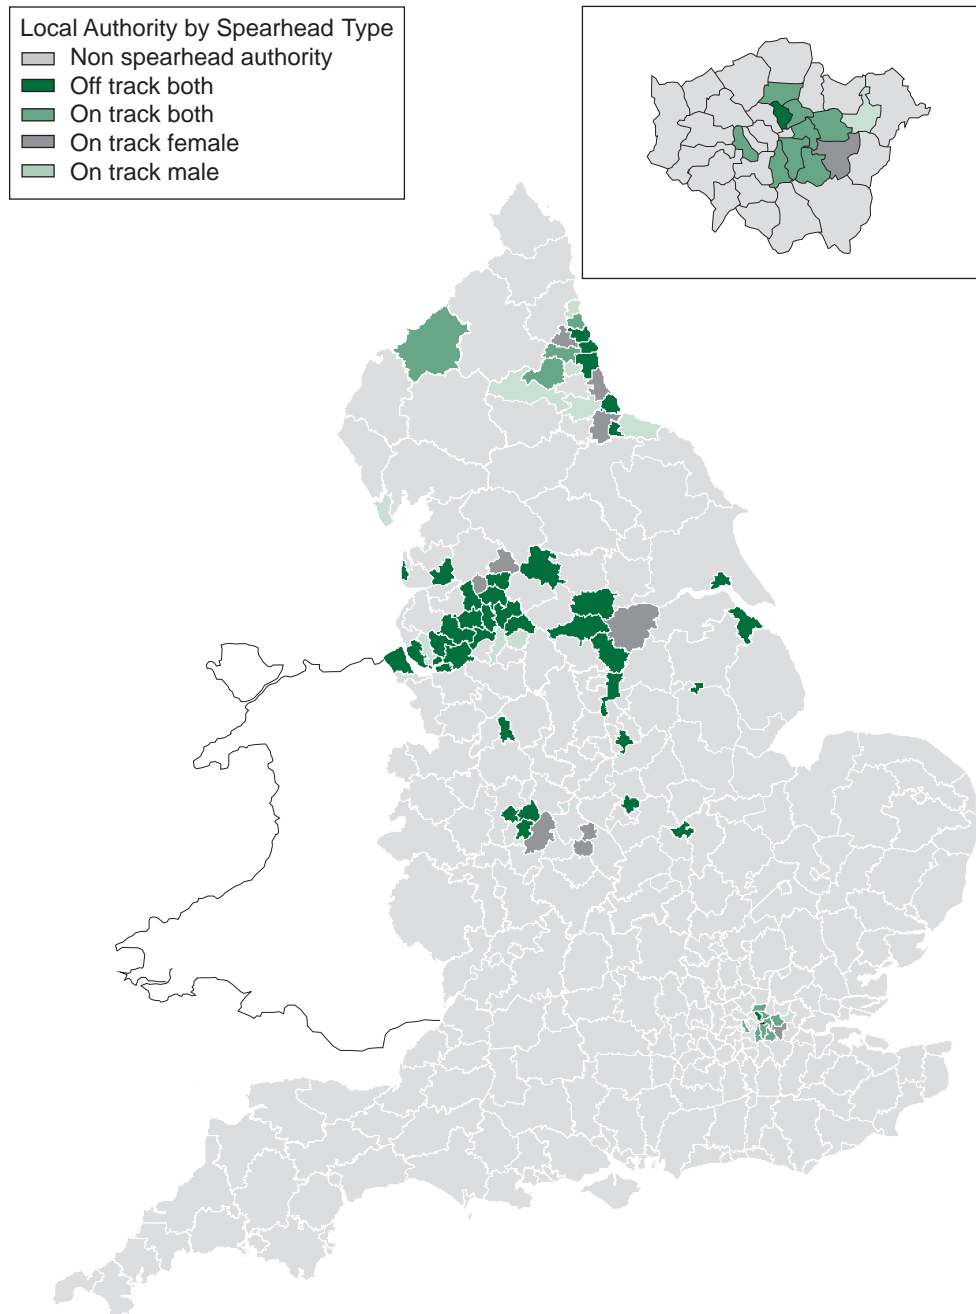 Local Authority by Spearhead Type
Non spearhead authority
Off track both
On track both
On track female
On track male